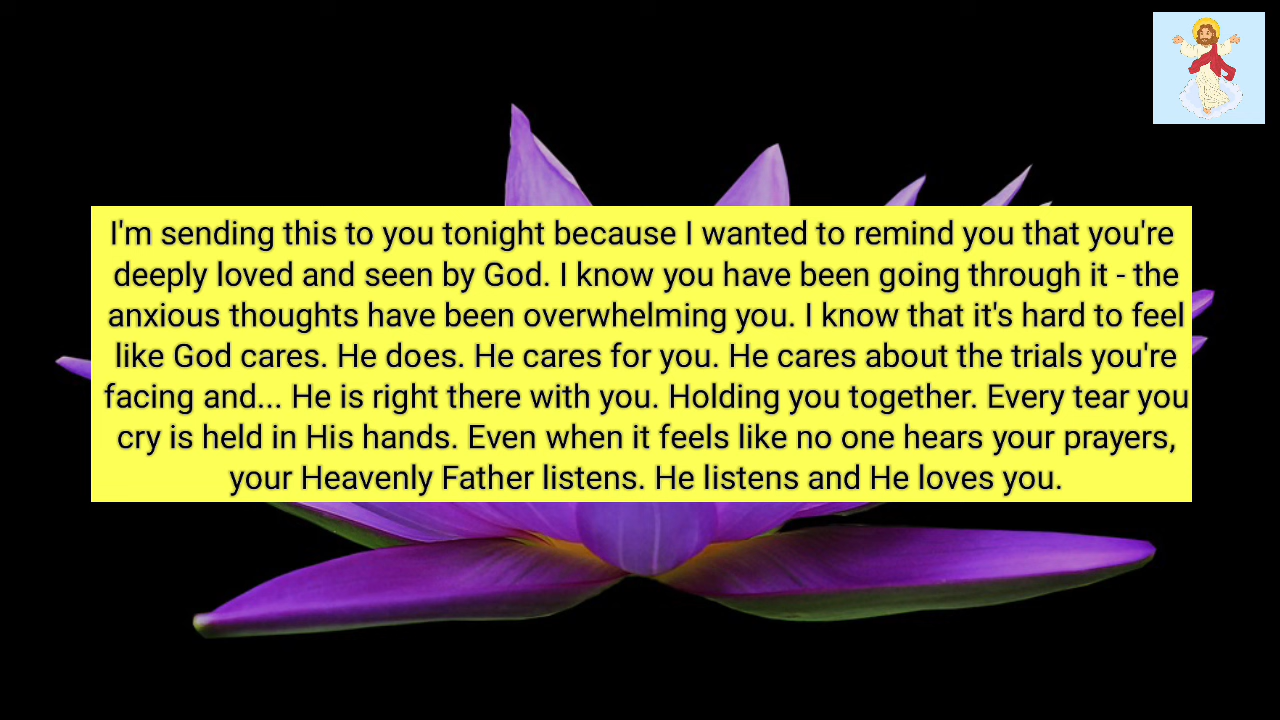 I'm sending this to you tonight because I wanted to remind you that you're
deeply loved and seen by God. I know you have been going through it - the
anxious thoughts have been overwhelming you. I know that it's hard to feel
like God cares. He does. He cares for you. He cares about the trials you're
facing and... He is right there with you. Holding you together. Every tear you
cry is held in His hands. Even when it feels like no one hears your prayers,
your Heavenly Father listens. He listens and He loves you.